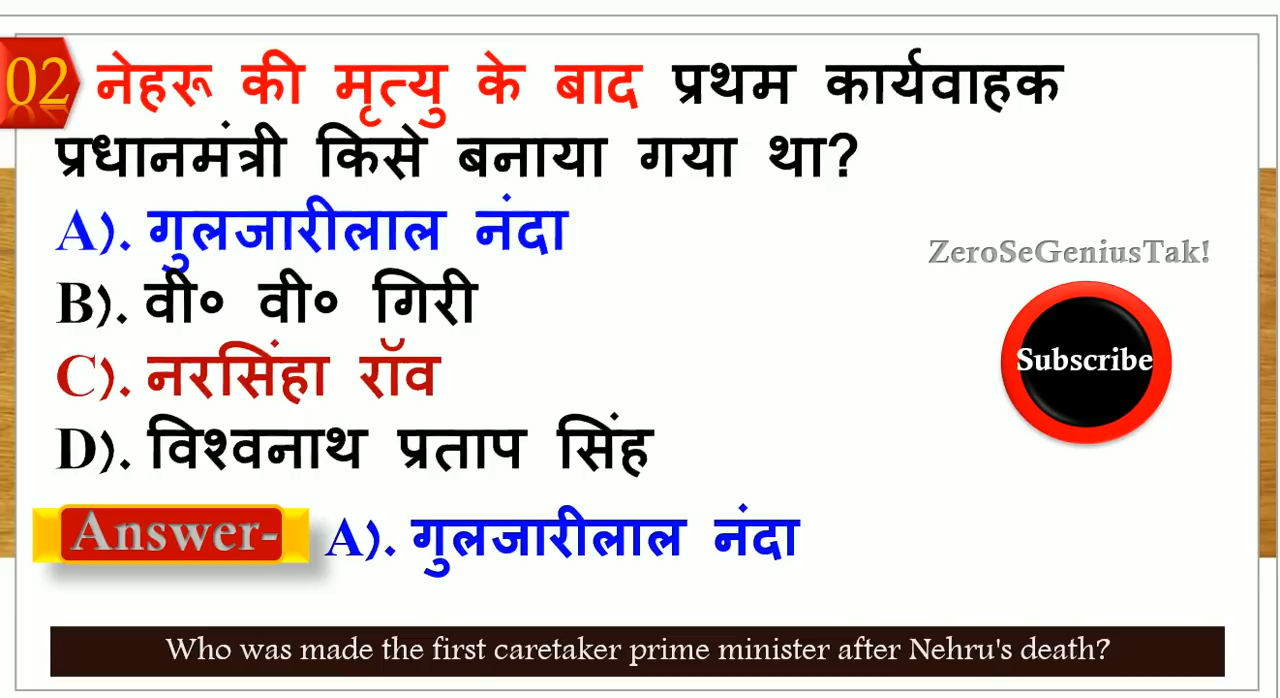 02 नेहरू की मृत्यु के बाद प्रथम कार्यवाहक
प्रधानमंत्री किसे बनाया गया था?
A). गुलजारीलाल नंदा
B). वी० वी० गिरी
C). नरसिंहा रॉव
D). विश्वनाथ प्रताप सिंह
ZeroSeGeniusTak!
Subscribe
Answer- A). गुलजारीलाल नंदा
Who was made the first caretaker prime minister after Nehru's death?